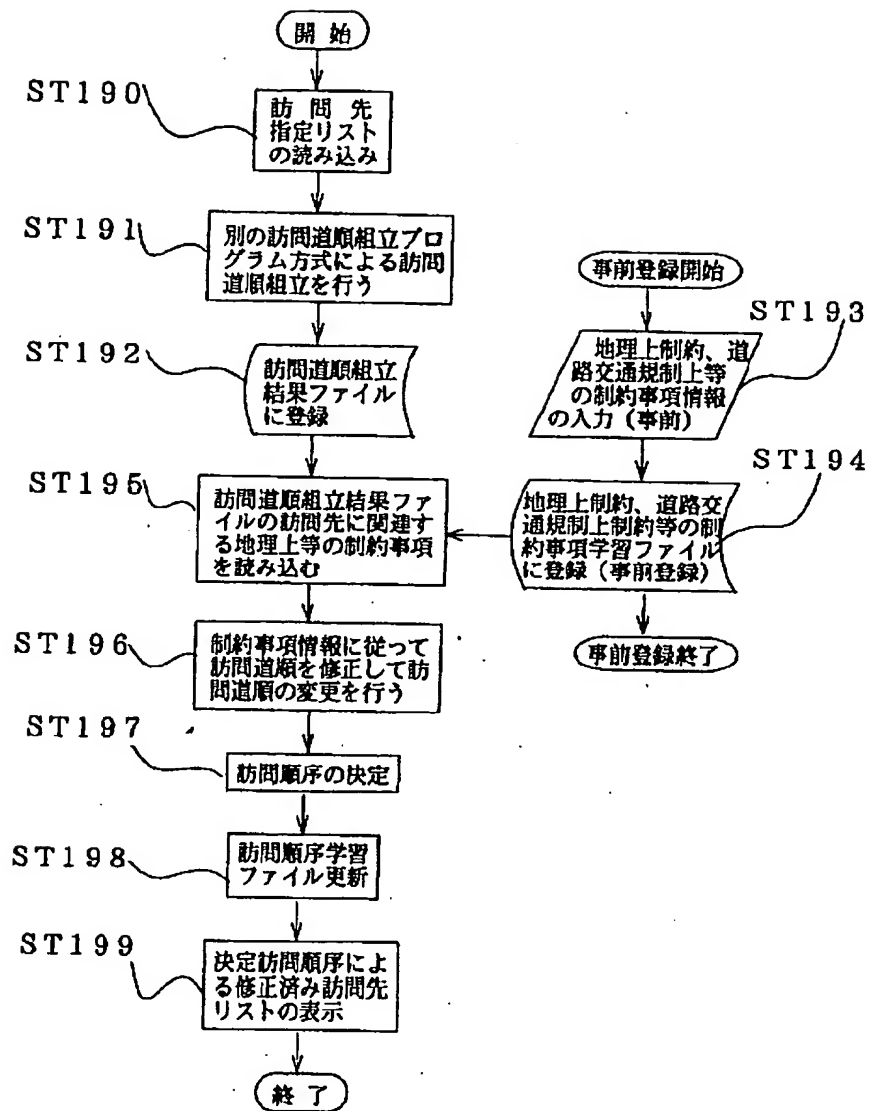 開 始
ST190
訪 問 先
指定リスト
の読み込み
ST191
別の訪問道順組立プロ
グラム方式による訪問
道順組立を行う
ST192
訪問道順組立
結果ファイル
に登録
事前登録開始
ST193
地理上制約、道
路交通規制上等
の制約事項情報
の入力(事前)
ST194
地理上制約、道路交
通規制上制約等の制
約事項学習ファイル
に登録(事前登録)
事前登録終了
ST195
訪問道順組立結果ファ
イルの訪問先に関連す
る地理上等の制約事項
を読み込む
ST196
制約事項情報に従って
訪問道順を修正して訪
問道順の変更を行う
ST197
訪問順序の決定
ST198
訪問順序学習
ファイル更新
ST199
決定訪問順序によ
る修正済み訪問先
リストの表示
終 了